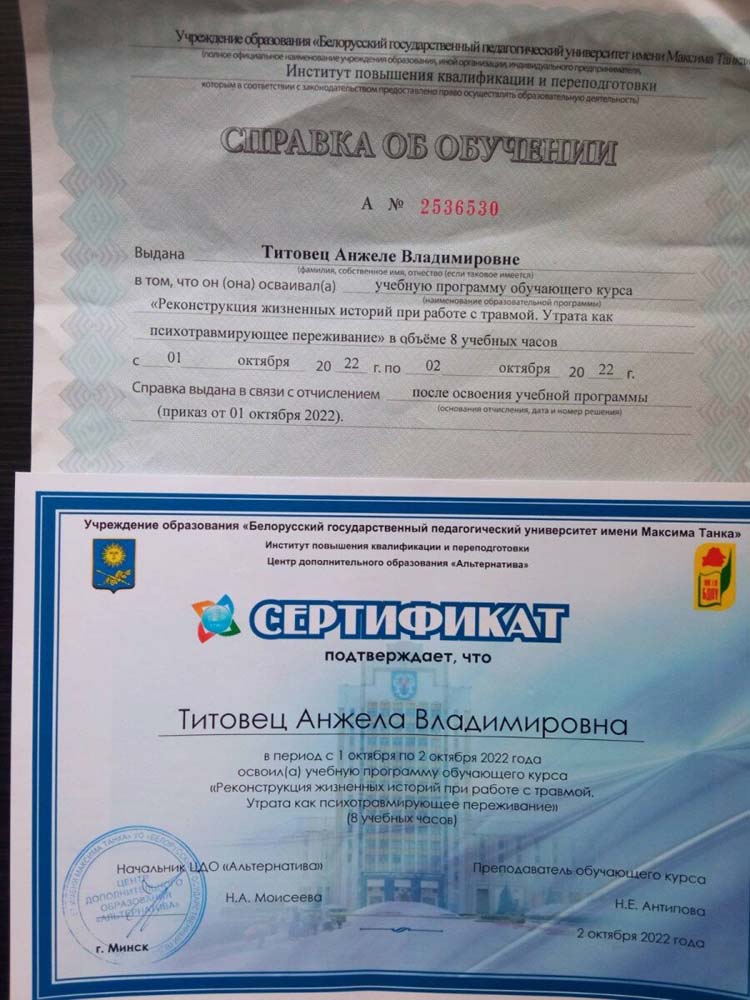 Учреждение образования «Белорусский государственный педагогический университет имени Максима Танка»
(полное официальное наименование учреждения образования, иной организации, индивидуального предпринимателя,
Институт повышения квалификации и переподготовки
которым в соответствии с законодательством предоставлено право осуществлять образовательную деятельность)
СПРАВКА ОБ ОБУЧЕНИИ
А № 2536530
Выдана Титовец Анжеле Владимировне
(фамилия, собственное имя, отчество (если таковое имеется)
в том, что он (она) осваивал(а) учебную программу обучающего курса
(наименование образовательной программы)
«Реконструкция жизненных историй при работе с травмой. Утрата как
психотравмирующее переживание» в объёме 8 учебных часов
с 01 октября 20 22 г. по 02 октября 20 22 г.
Справка выдана в связи с отчислением после освоения учебной программы
(основания отчисления, дата и номер решения)
(приказ от 01 октября 2022).
Учреждение образования «Белорусский государственный педагогический университет имени Максима Танка»
Институт повышения квалификации и переподготовки
Центр дополнительного образования «Альтернатива»
БДПУ
СЕРТИФИКАТ
подтверждает, что
Титовец Анжела Владимировна
в период с 1 октября по 2 октября 2022 года
освоил(а) учебную программу обучающего курса
«Реконструкция жизненных историй при работе с травмой.
Утрата как психотравмирующее переживание»
(8 учебных часов)
Начальник ЦДО «Альтернатива»
Преподаватель обучающего курса
Н.А. Моисеева
Н.Е. Антипова
ЦЕНТР
ДОПОЛНИТЕЛЬНОГО
ОБРАЗОВАНИЯ
«АЛЬТЕРНАТИВА»
г. Минск
2 октября 2022 года